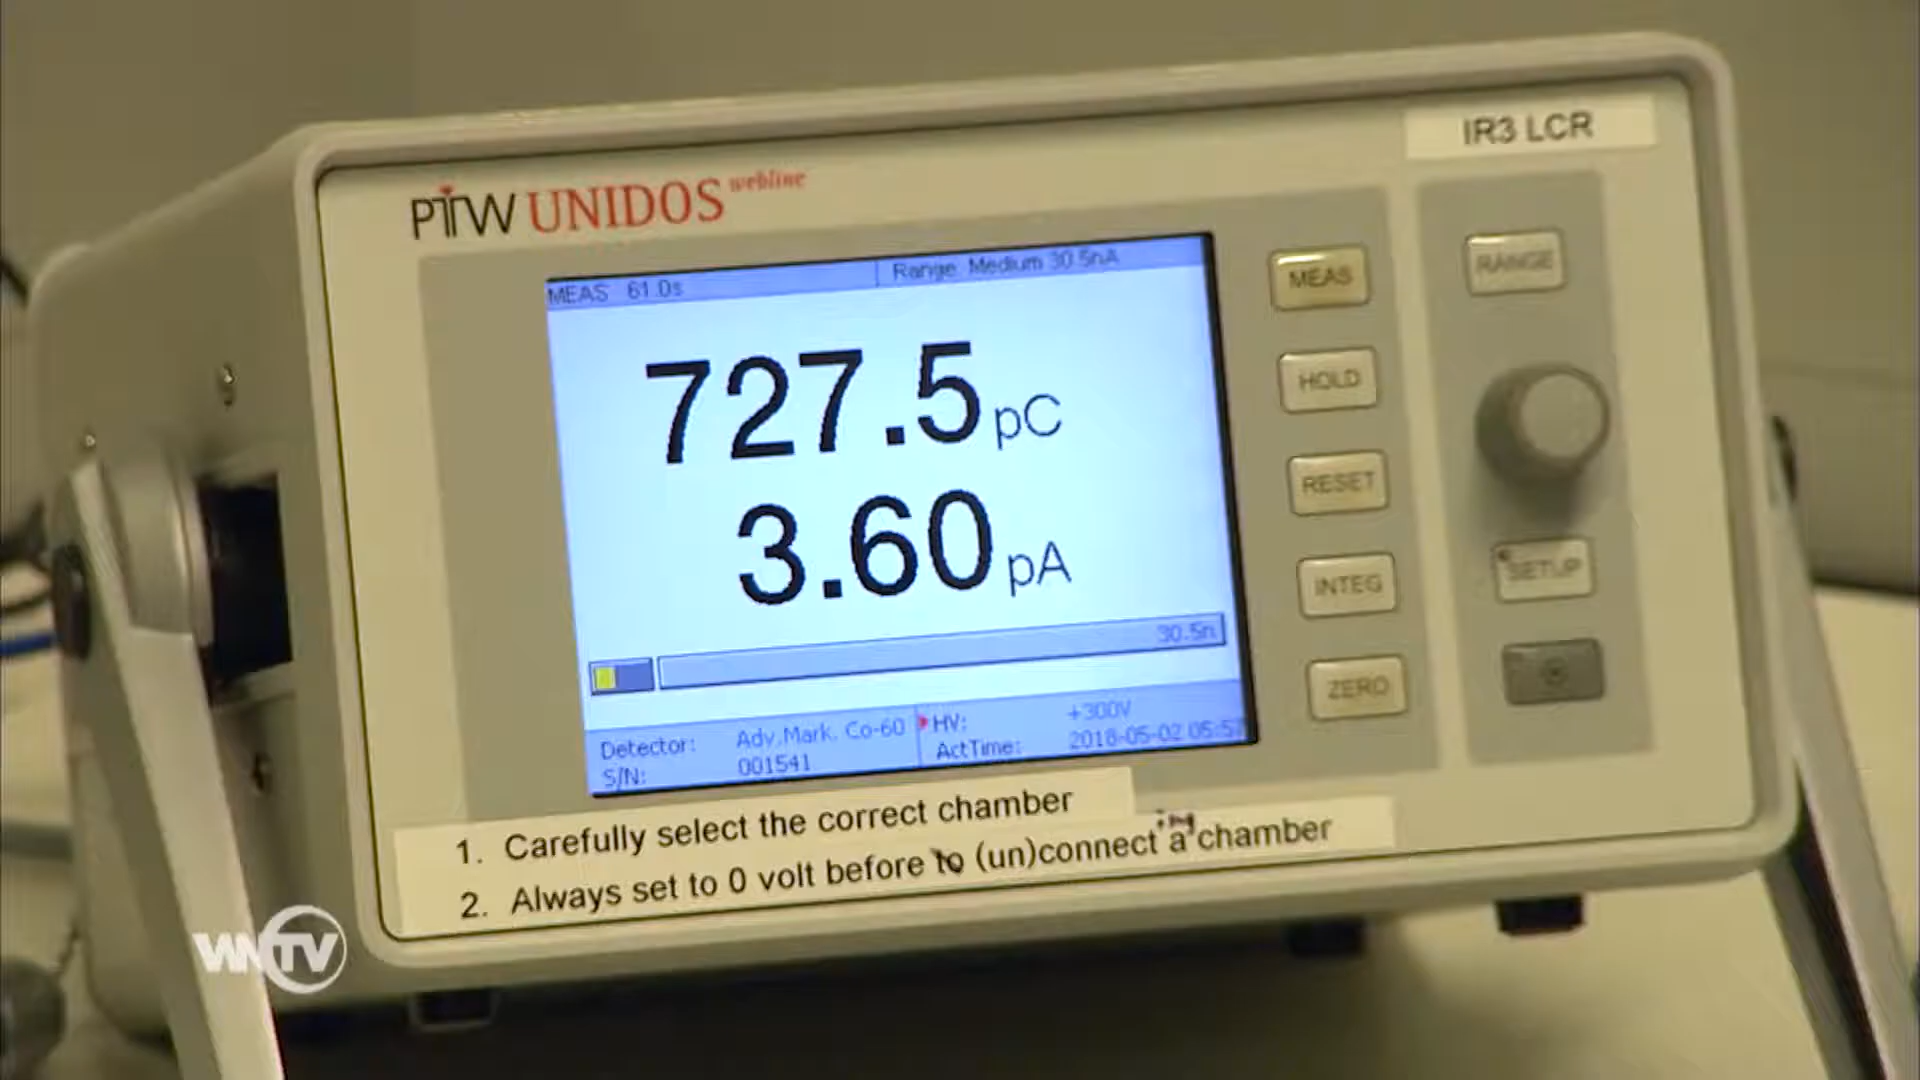 IR3 LCR
PTW UNIDOS webline
MEAS 61.0s
Range Medium 30.5nA
727.5 pC
3.60 pA
30.5n
Detector: Adv.Mark. Co-60
S/N: 001541
HV: +300V
ActTime: 2018-05-02 05:57
MEAS
HOLD
RESET
INTEG
ZERO
RANGE
SETUP
1. Carefully select the correct chamber
2. Always set to 0 volt before to (un)connect a chamber
WNTV